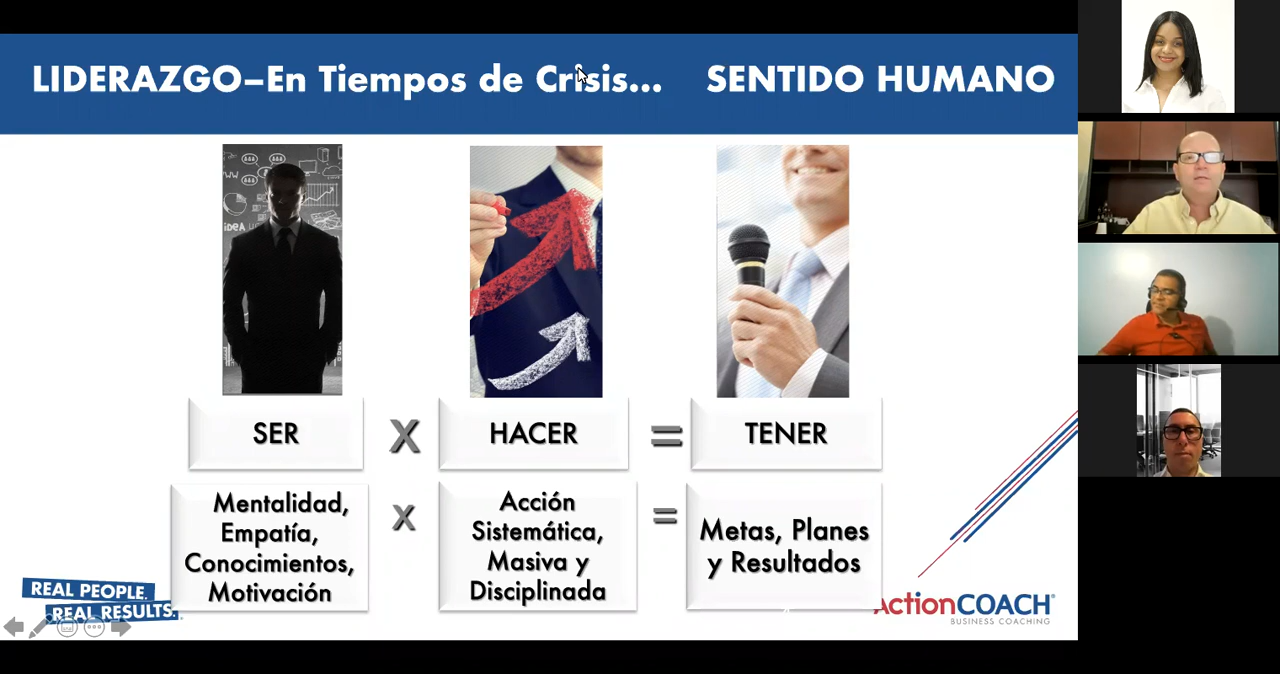 LIDERAZGO–En Tiempos de Crisis... SENTIDO HUMANO
IDEA
SER X HACER = TENER
Mentalidad,
Empatía,
Conocimientos,
Motivación
x
Acción
Sistemática,
Masiva y
Disciplinada
=
Metas, Planes
y Resultados
REAL PEOPLE.
REAL RESULTS.
ActionCOACH®
BUSINESS COACHING